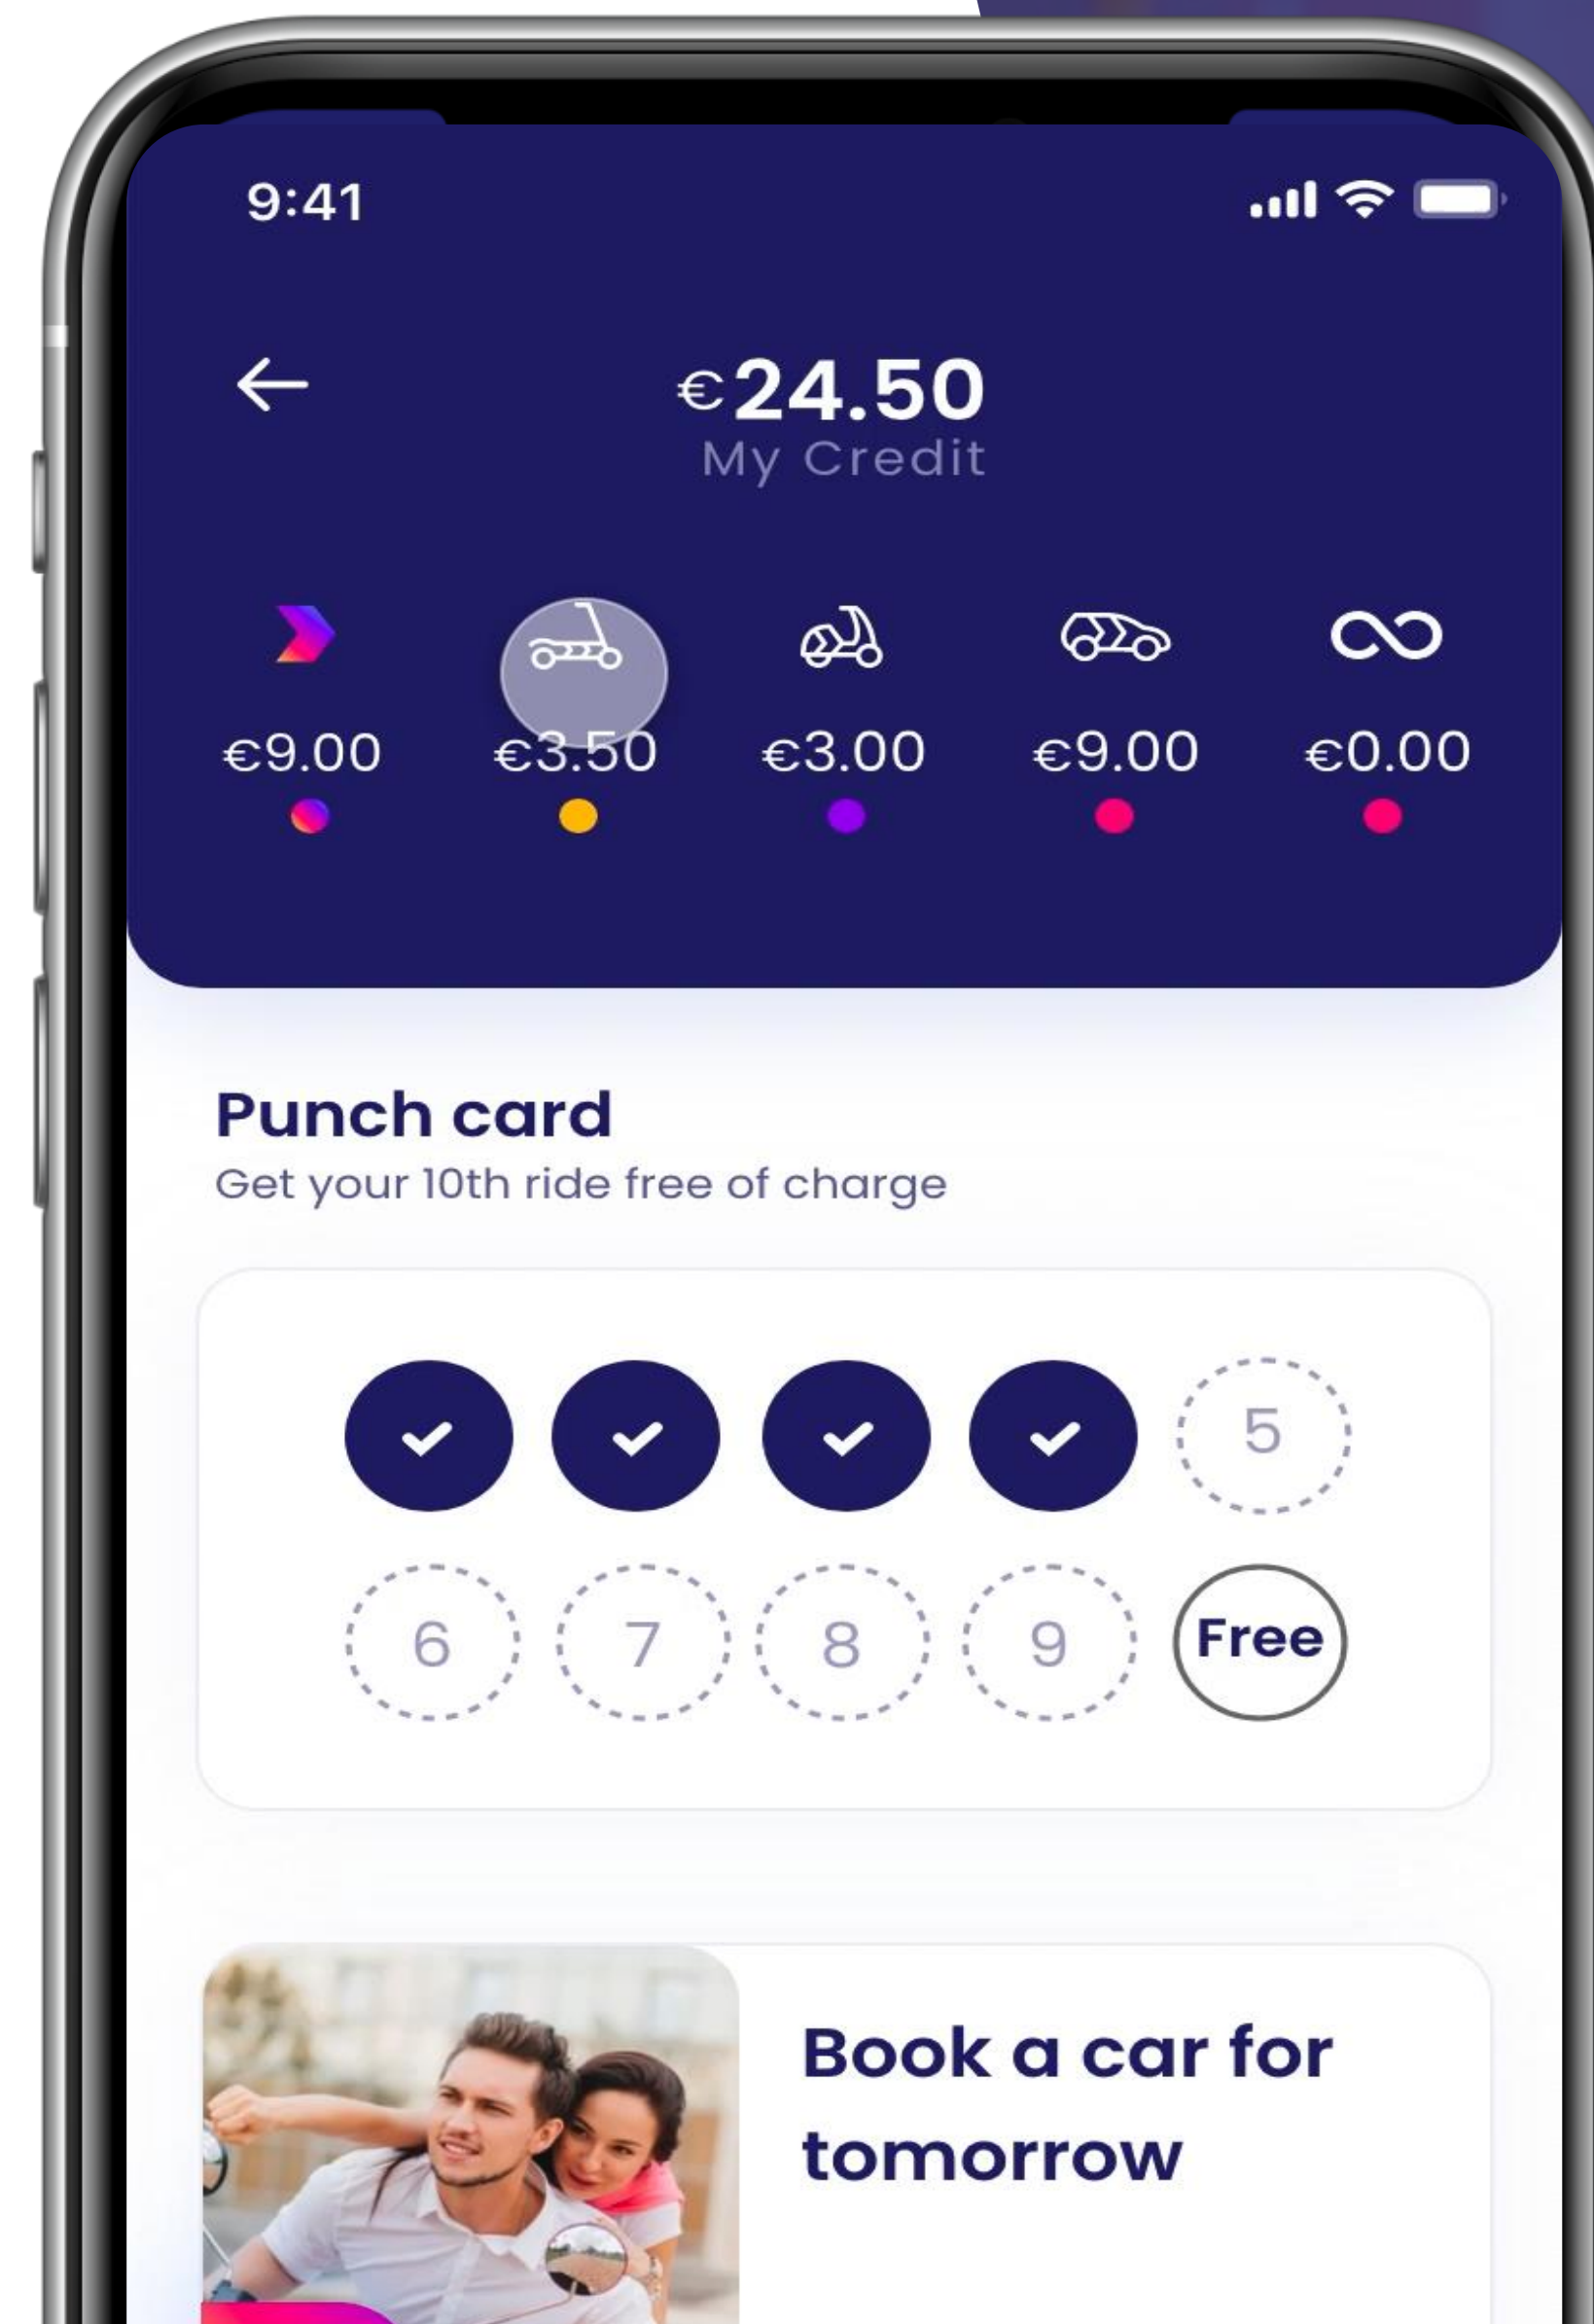 9:41
€24.50
My Credit
€9.00 €3.50 €3.00 €9.00 €0.00
Punch card
Get your 10th ride free of charge
5
6 7 8 9 Free
Book a car for
tomorrow